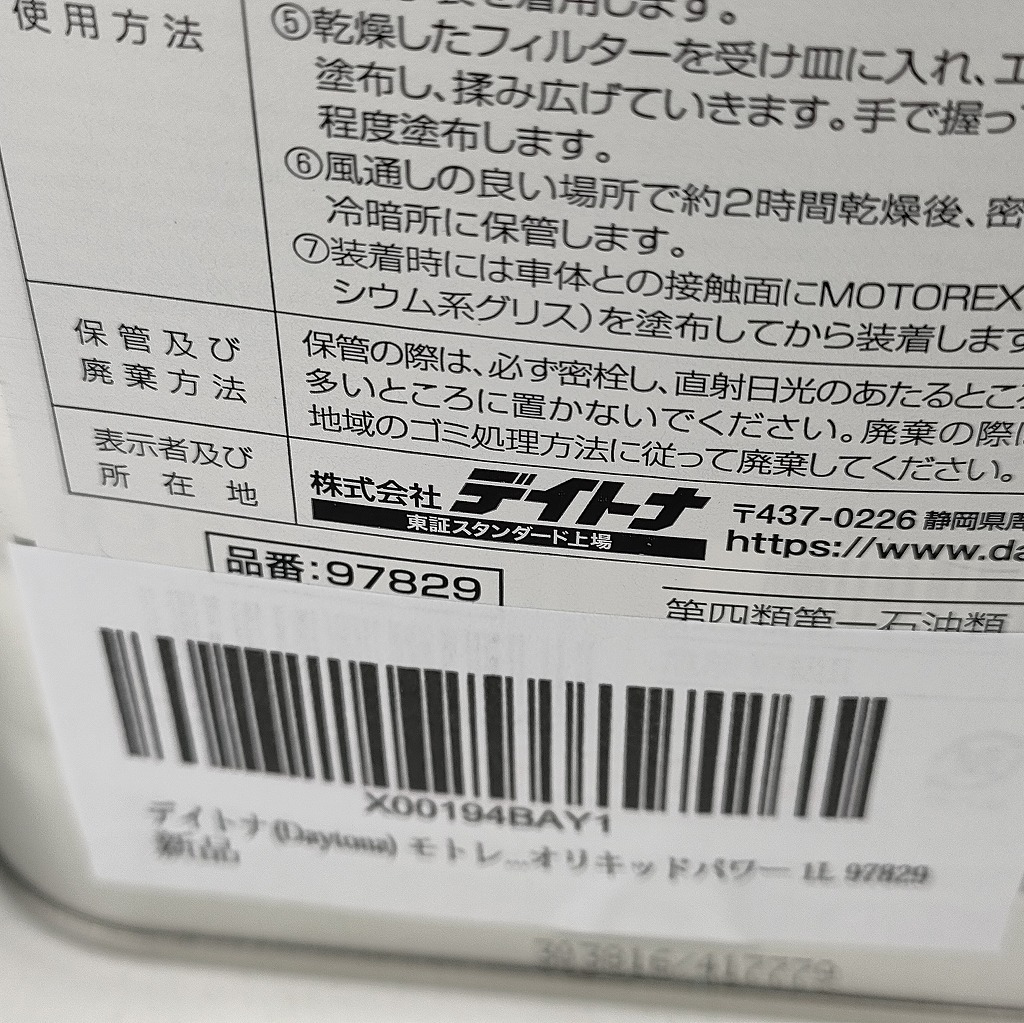 使用方法
を着用します。
⑤乾燥したフィルターを受け皿に入れ、エ
塗布し、揉み広げていきます。手で握っ
程度塗布します。
⑥風通しの良い場所で約2時間乾燥後、密
冷暗所に保管します。
⑦装着時には車体との接触面にMOTOREX
シウム系グリス)を塗布してから装着します
保管及び
廃棄方法
保管の際は、必ず密栓し、直射日光のあたるところ
多いところに置かないでください。廃棄の際は
地域のゴミ処理方法に従って廃棄してください。
表示者及び
所在地
株式会社 デイトナ
東証スタンダード上場
〒437-0226 静岡県周
https://www.da
品番:97829
第四類第一石油類
X00194BAY1
デイトナ(Daytona) モトレ...オリキッドパワー 1L 97829
新品